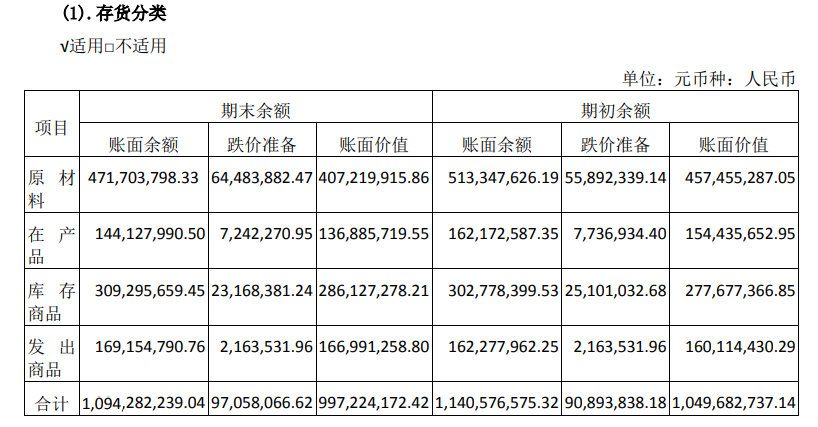 (1).存货分类
√适用□不适用
单位：元币种：人民币
项目 期末余额 期初余额
账面余额 跌价准备 账面价值 账面余额 跌价准备 账面价值
原材料 471,703,798.33 64,483,882.47 407,219,915.86 513,347,626.19 55,892,339.14 457,455,287.05
在产品 144,127,990.50 7,242,270.95 136,885,719.55 162,172,587.35 7,736,934.40 154,435,652.95
库存商品 309,295,659.45 23,168,381.24 286,127,278.21 302,778,399.53 25,101,032.68 277,677,366.85
发出商品 169,154,790.76 2,163,531.96 166,991,258.80 162,277,962.25 2,163,531.96 160,114,430.29
合计 1,094,282,239.04 97,058,066.62 997,224,172.42 1,140,576,575.32 90,893,838.18 1,049,682,737.14